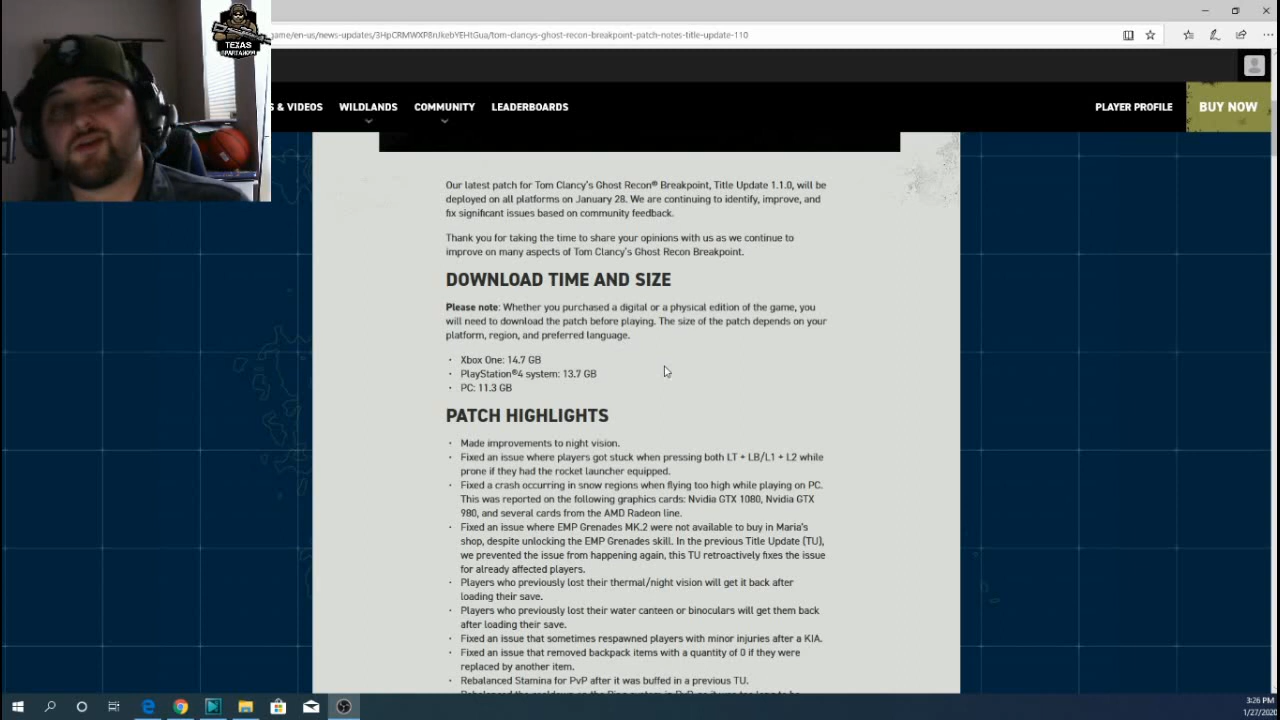 TEXAS
SPARTAN091
game/en-us/news-updates/3HpCRMWXP8nJkebYEHtGua/tom-clancys-ghost-recon-breakpoint-patch-notes-title-update-110
S & VIDEOS WILDLANDS COMMUNITY LEADERBOARDS PLAYER PROFILE BUY NOW
Our latest patch for Tom Clancy's Ghost Recon® Breakpoint, Title Update 1.1.0, will be
deployed on all platforms on January 28. We are continuing to identify, improve, and
fix significant issues based on community feedback.
Thank you for taking the time to share your opinions with us as we continue to
improve on many aspects of Tom Clancy's Ghost Recon Breakpoint.
DOWNLOAD TIME AND SIZE
Please note: Whether you purchased a digital or a physical edition of the game, you
will need to download the patch before playing. The size of the patch depends on your
platform, region, and preferred language.
· Xbox One: 14.7 GB
· PlayStation®4 system: 13.7 GB
· PC: 11.3 GB
PATCH HIGHLIGHTS
· Made improvements to night vision.
· Fixed an issue where players got stuck when pressing both LT + LB/L1 + L2 while
prone if they had the rocket launcher equipped.
· Fixed a crash occurring in snow regions when flying too high while playing on PC.
This was reported on the following graphics cards: Nvidia GTX 1080, Nvidia GTX
980, and several cards from the AMD Radeon line.
· Fixed an issue where EMP Grenades MK.2 were not available to buy in Maria's
shop, despite unlocking the EMP Grenades skill. In the previous Title Update (TU),
we prevented the issue from happening again, this TU retroactively fixes the issue
for already affected players.
· Players who previously lost their thermal/night vision will get it back after
loading their save.
· Players who previously lost their water canteen or binoculars will get them back
after loading their save.
· Fixed an issue that sometimes respawned players with minor injuries after a KIA.
· Fixed an issue that removed backpack items with a quantity of 0 if they were
replaced by another item.
· Rebalanced Stamina for PvP after it was buffed in a previous TU.
3:26 PM
1/27/2020